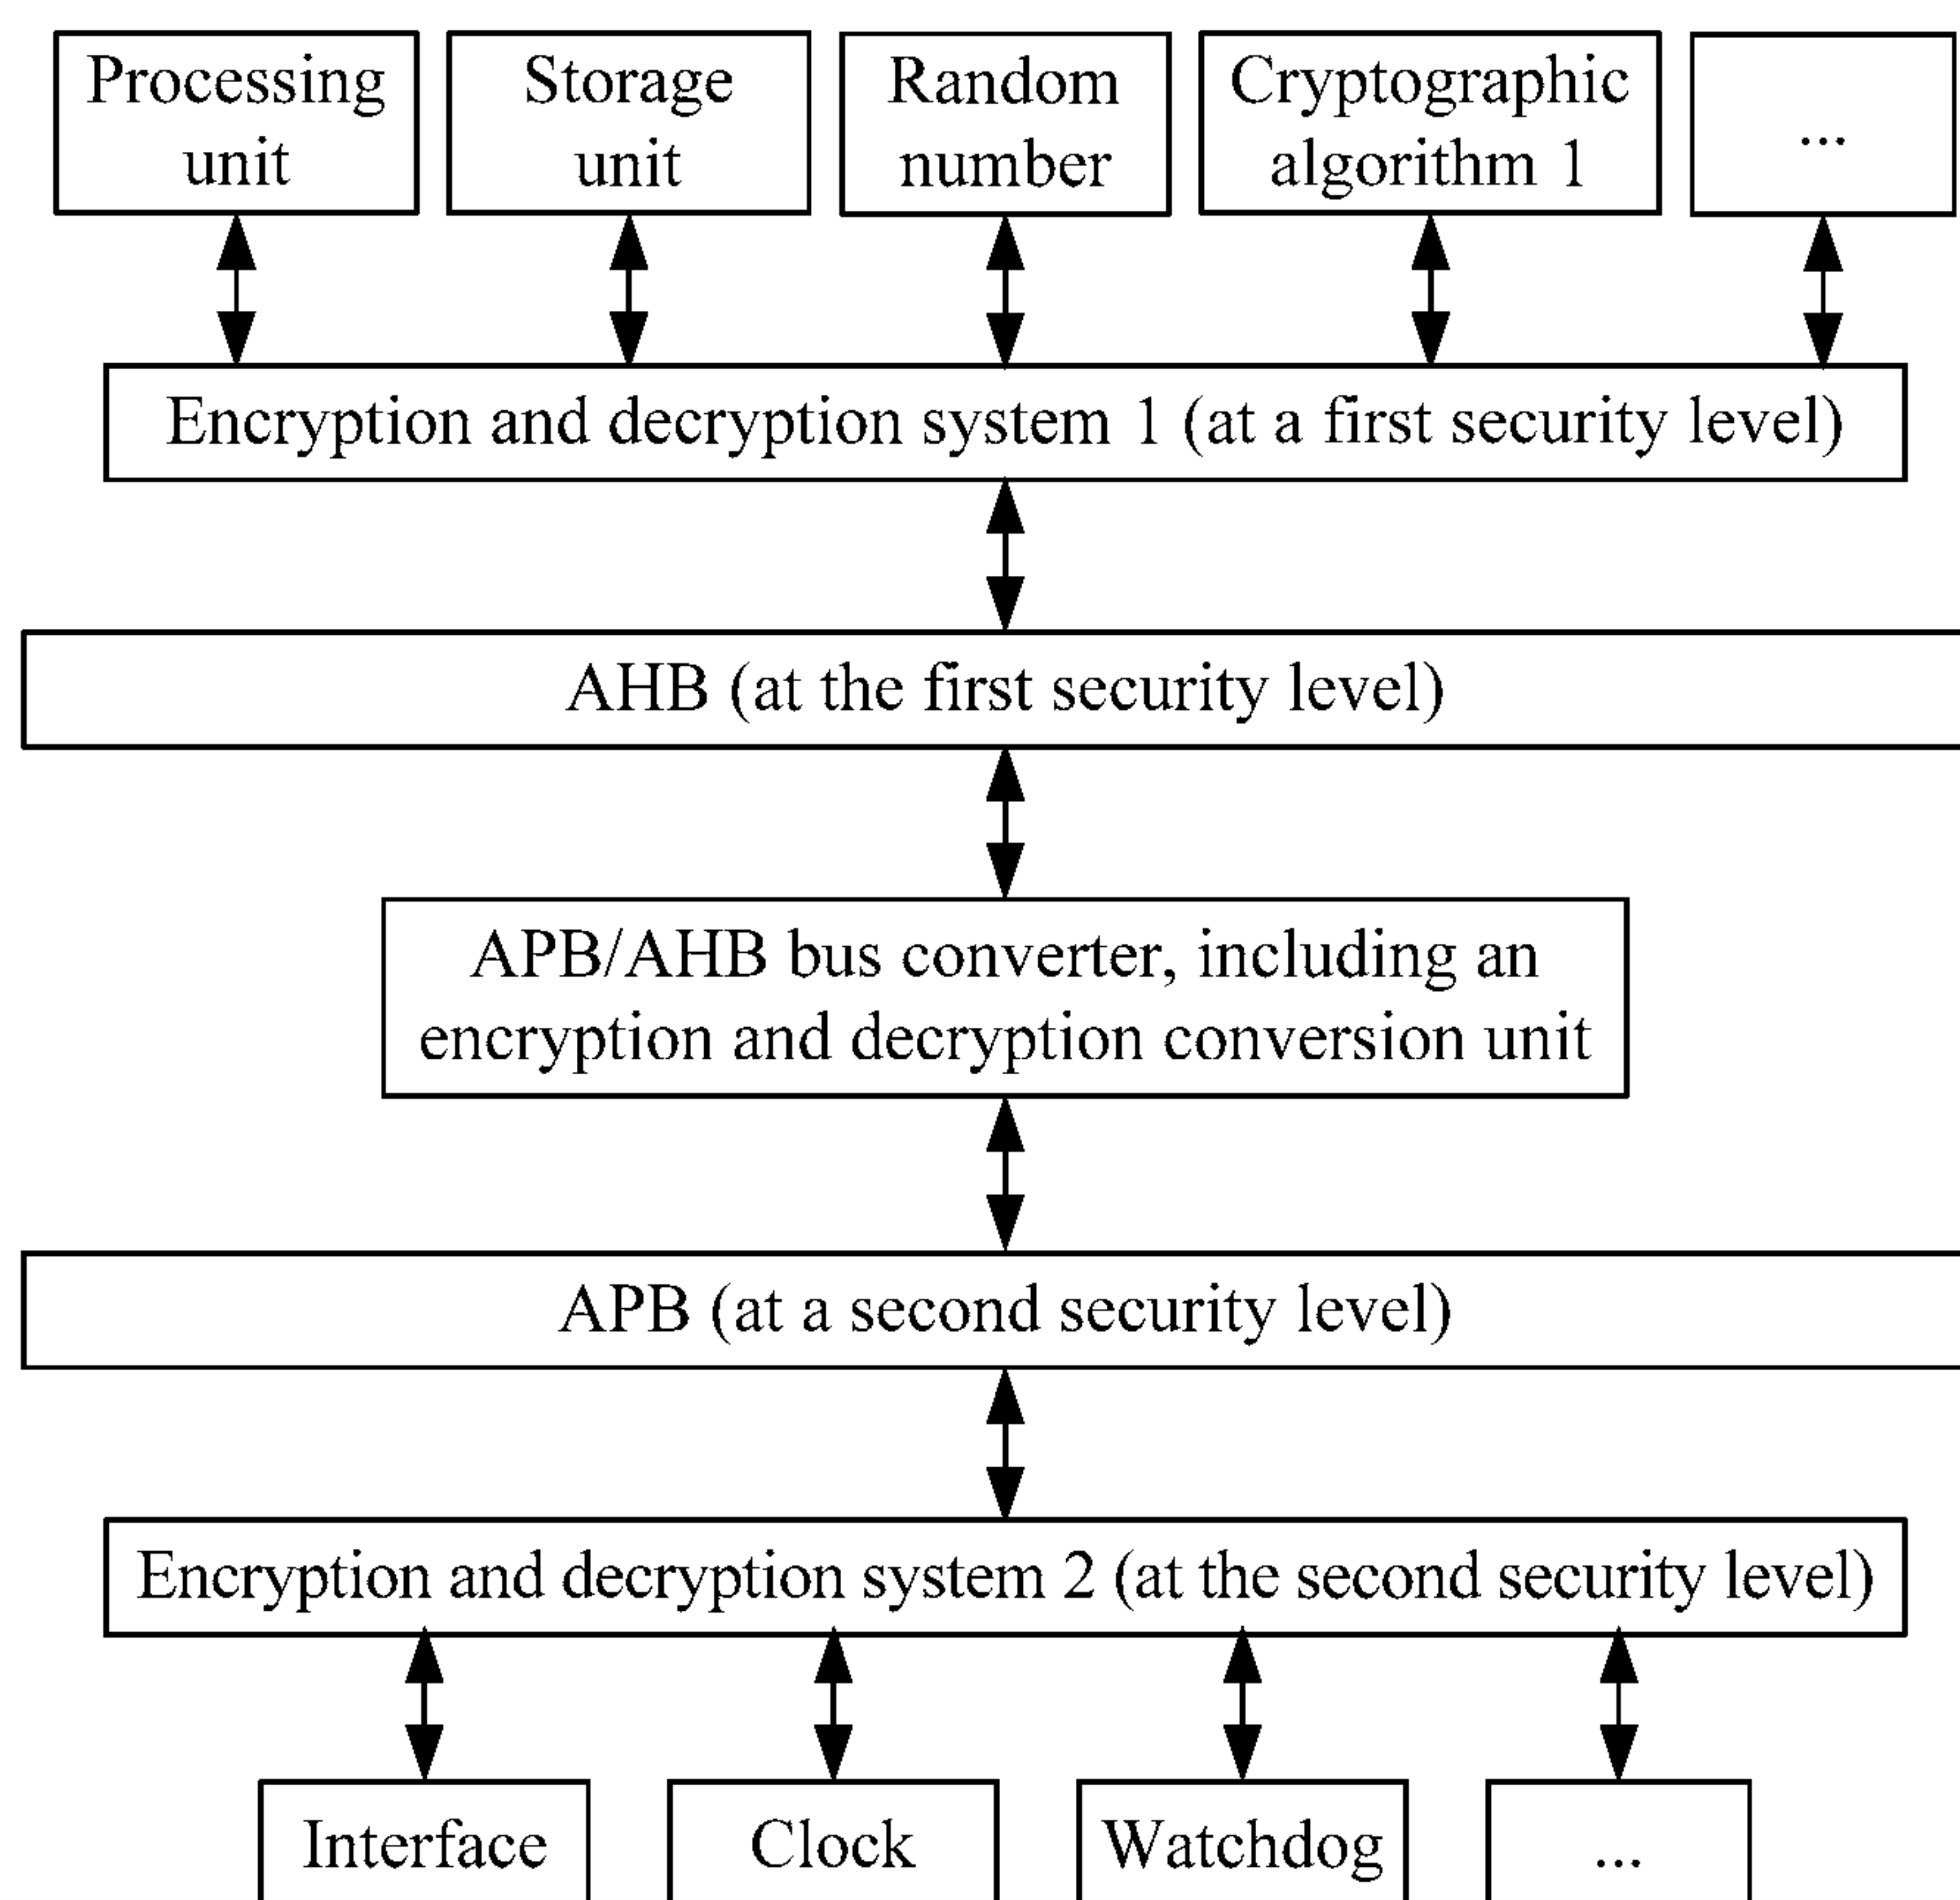 Processing
unit
Storage
unit
Random
number
Cryptographic
algorithm 1
...
Encryption and decryption system 1 (at a first security level)
AHB (at the first security level)
APB/AHB bus converter, including an
encryption and decryption conversion unit
APB (at a second security level)
Encryption and decryption system 2 (at the second security level)
Interface
Clock
Watchdog
...